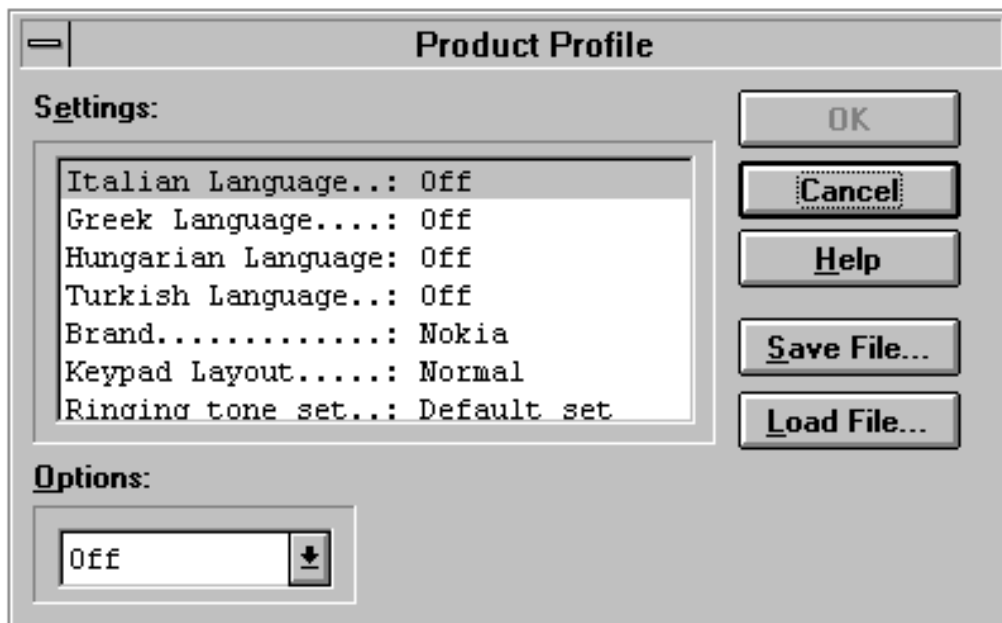 Product Profile
Settings:
Italian Language..: Off
Greek Language....: Off
Hungarian Language: Off
Turkish Language..: Off
Brand.............: Nokia
Keypad Layout.....: Normal
Ringing tone set..: Default set
OK
Cancel
Help
Save File...
Load File...
Options:
Off